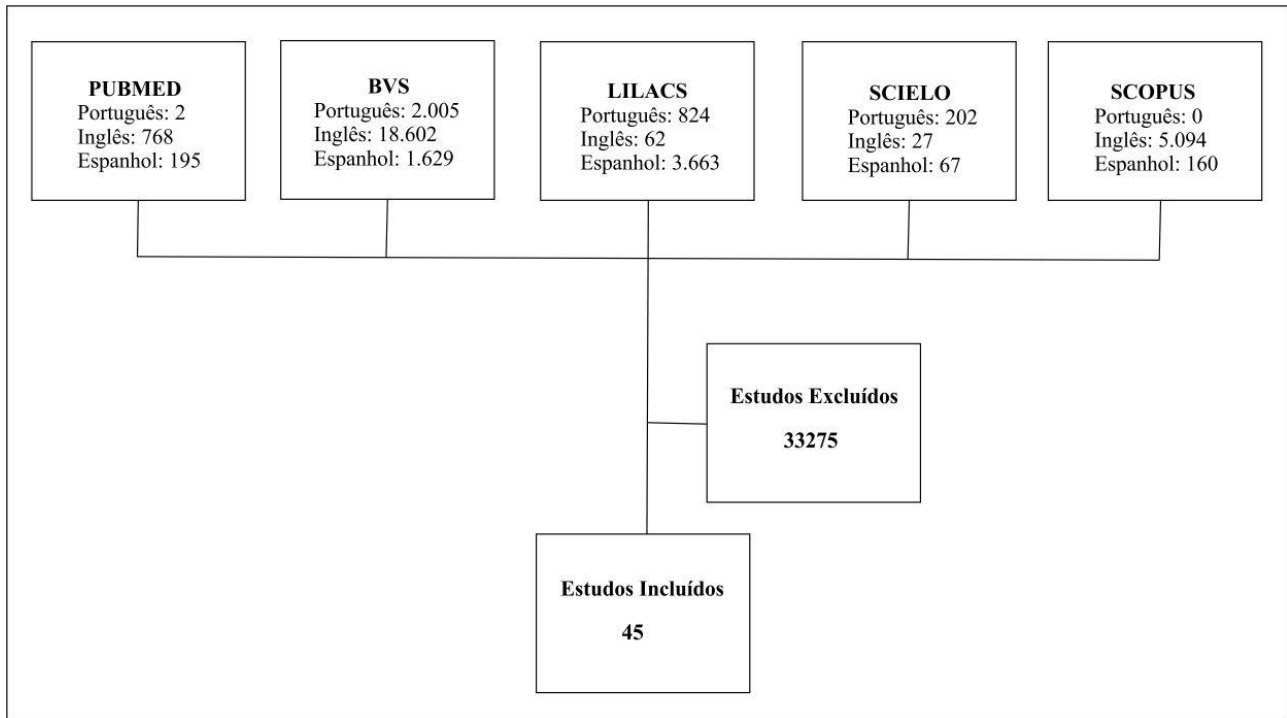 PUBMED
Português: 2
Inglês: 768
Espanhol: 195
BVS
Português: 2.005
Inglês: 18.602
Espanhol: 1.629
LILACS
Português: 824
Inglês: 62
Espanhol: 3.663
SCIELO
Português: 202
Inglês: 27
Espanhol: 67
SCOPUS
Português: 0
Inglês: 5.094
Espanhol: 160
Estudos Excluídos
33275
Estudos Incluídos
45